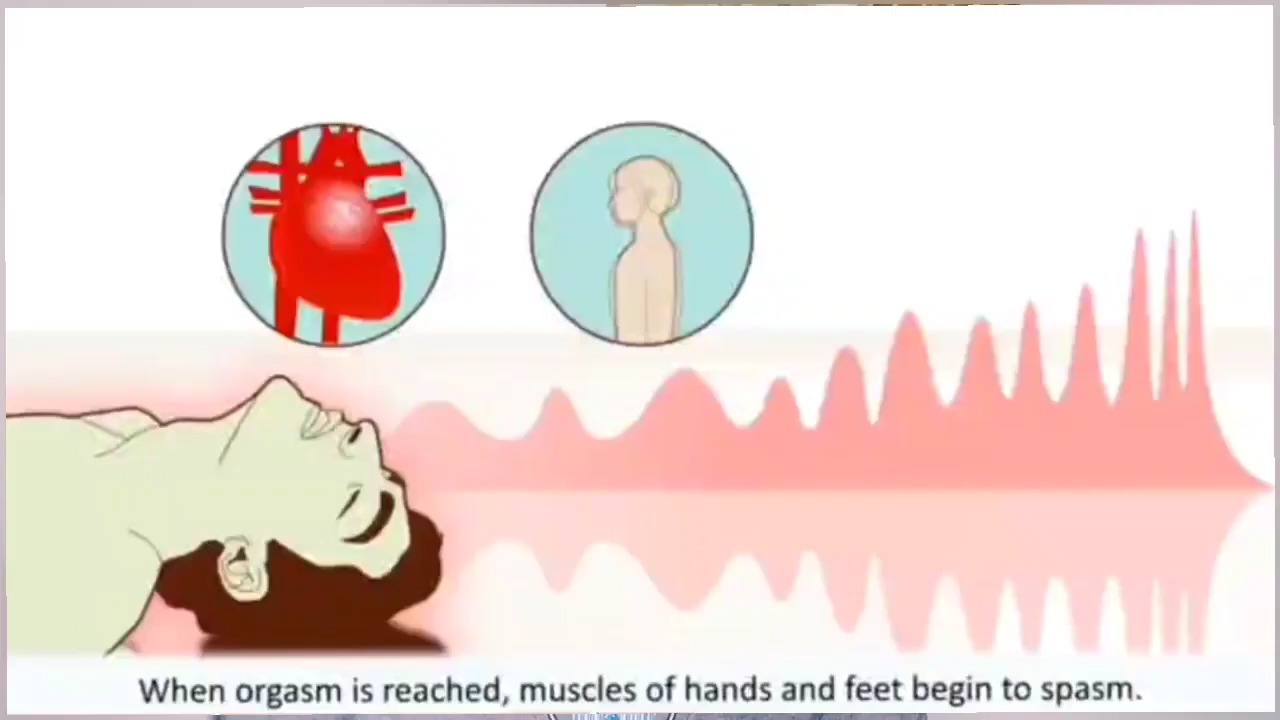 When orgasm is reached, muscles of hands and feet begin to spasm.